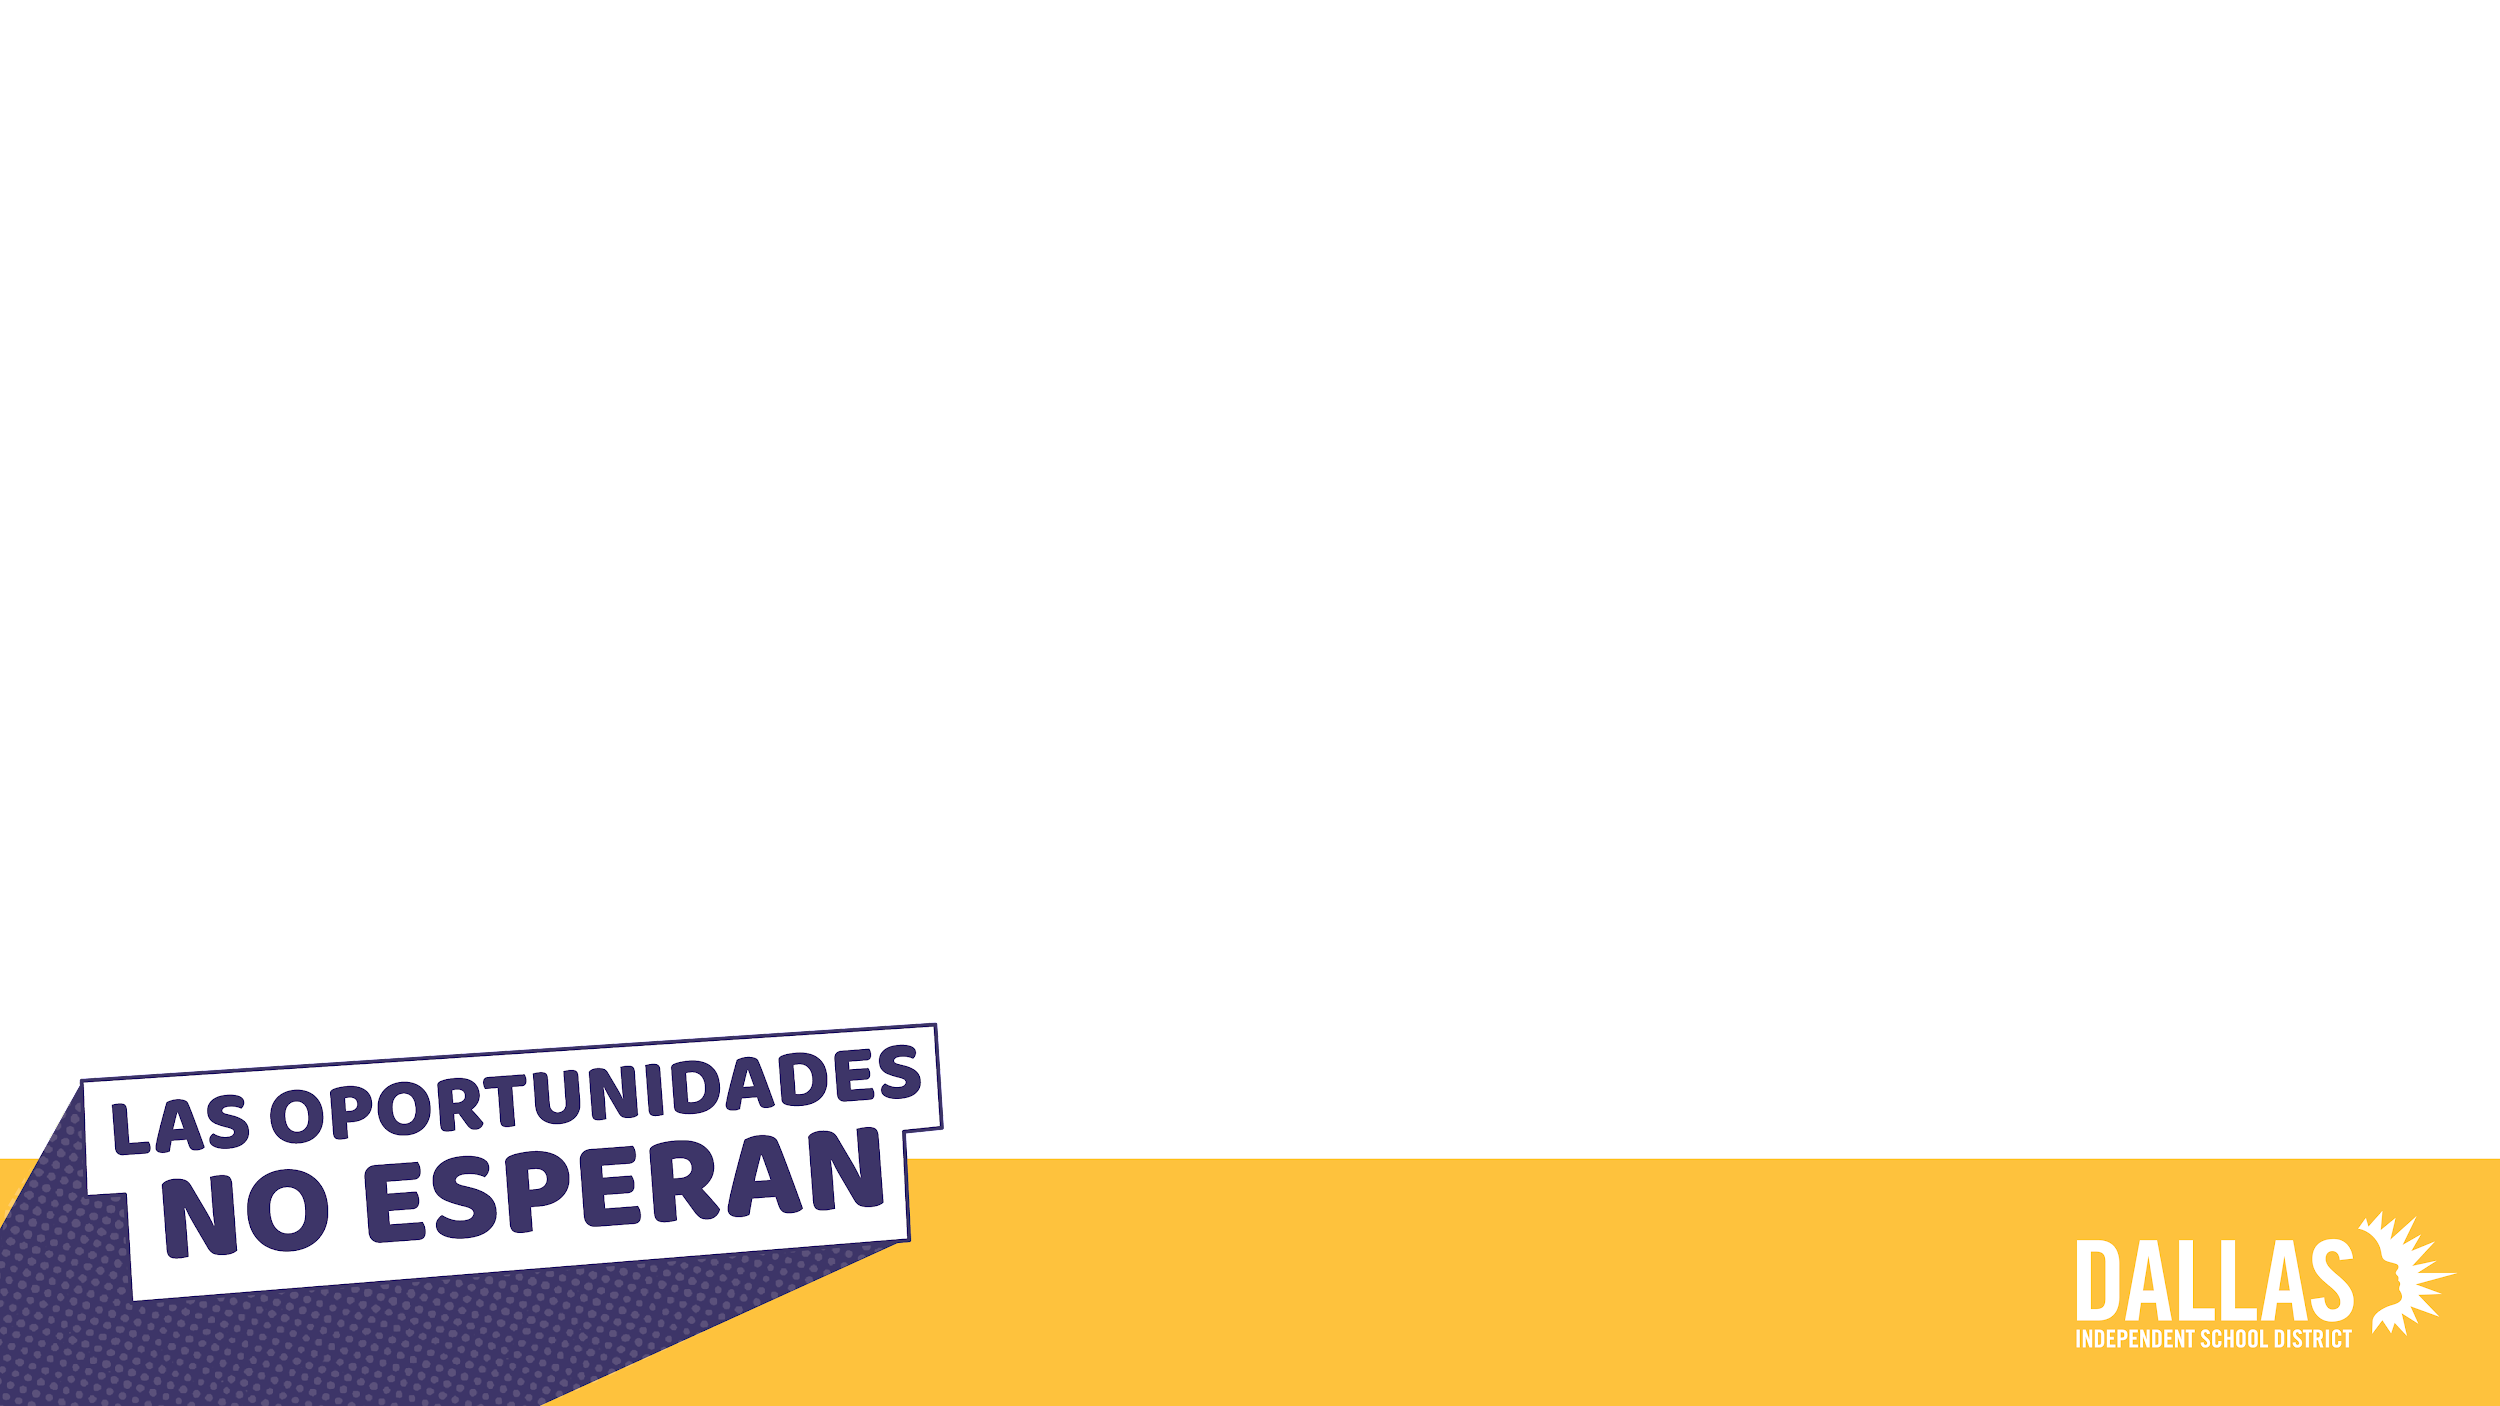 LAS OPORTUNIDADES
NO ESPERAN
DALLAS
INDEPENDENT SCHOOL DISTRICT